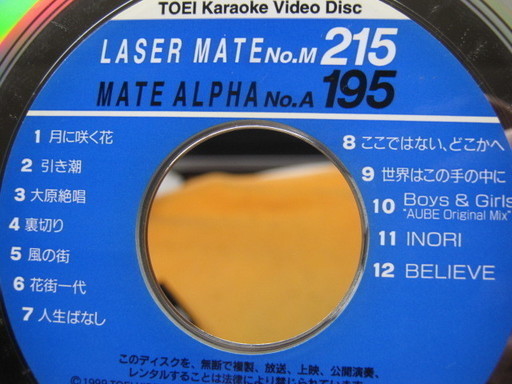 TOEI Karaoke Video Disc
LASER MATE No.M 215
MATE ALPHA No.A 195
1 月に咲く花
2 引き潮
3 大原絶唱
4 裏切り
5 風の街
6 花街一代
7 人生ばなし
8 ここではない、どこかへ
9 世界はこの手の中に
10 Boys & Girls
"AUBE Original Mix"
11 INORI
12 BELIEVE
このディスクを、無断で複製、放送、上映、公開演奏、
レンタルすることは法律により禁じられています。